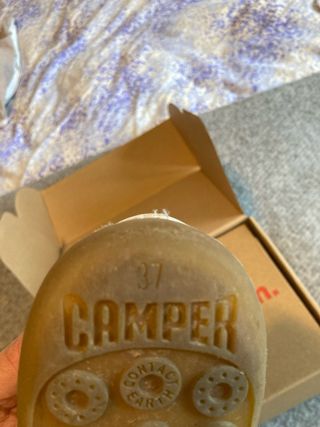 37
CAMPER
CONTACT
EARTH
n.